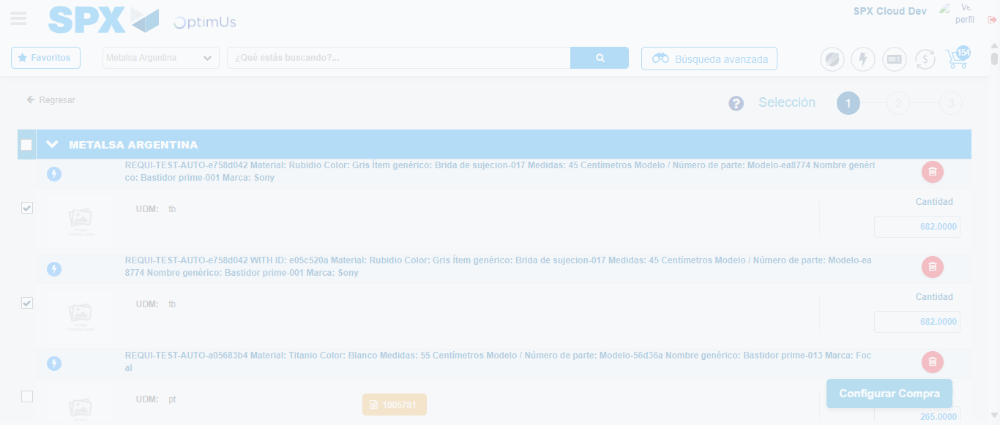 SPX
OptimUs
SPX Cloud Dev
Ve
perfil
Favoritos
Metalsa Argentina
¿Qué estás buscando?...
Búsqueda avanzada
154
Regresar
?
Selección
1
2
3
METALSA ARGENTINA
REQUI-TEST-AUTO-e758d042 Material: Rubidio Color: Gris Ítem genérico: Brida de sujecion-017 Medidas: 45 Centímetros Modelo / Número de parte: Modelo-ea8774 Nombre genéri
co: Bastidor prime-001 Marca: Sony
UDM: tb
Cantidad
682.0000
REQUI-TEST-AUTO-e758d042 WITH ID: e05c520a Material: Rubidio Color: Gris Ítem genérico: Brida de sujecion-017 Medidas: 45 Centímetros Modelo / Número de parte: Modelo-ea
8774 Nombre genérico: Bastidor prime-001 Marca: Sony
UDM: tb
Cantidad
682.0000
REQUI-TEST-AUTO-a05683b4 Material: Titanio Color: Blanco Medidas: 55 Centímetros Modelo / Número de parte: Modelo-56d36a Nombre genérico: Bastidor prime-013 Marca: Foc
al
UDM: pt
1005781
Configurar Compra
265.0000